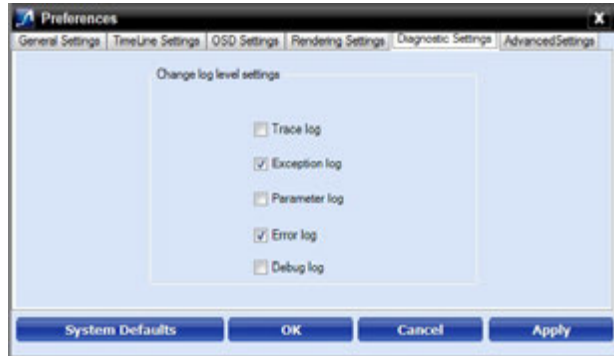 Preferences
General Settings TimeLine Settings OSD Settings Rendering Settings Diagnostic Settings AdvancedSettings
Change log level settings
Trace log
Exception log
Parameter log
Error log
Debug log
System Defaults OK Cancel Apply